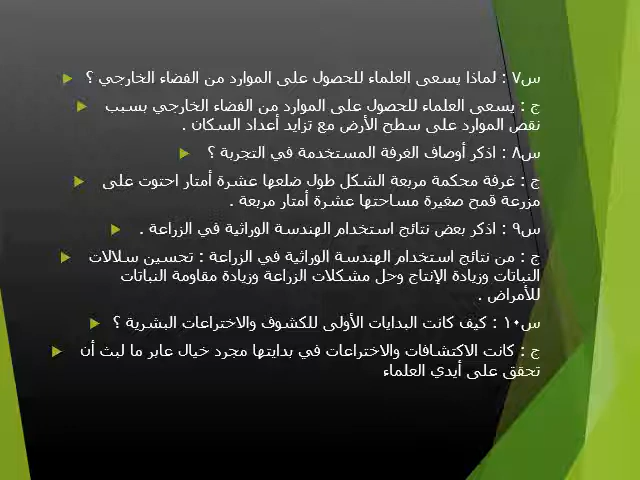 س٧ : لماذا يسعى العلماء للحصول على الموارد من الفضاء الخارجي ؟
ج : يسعى العلماء للحصول على الموارد من الفضاء الخارجي بسبب
نقص الموارد على سطح الأرض مع تزايد أعداد السكان .
س٨ : اذكر أوصاف الغرفة المستخدمة في التجربة ؟
ج : غرفة محكمة مربعة الشكل طول ضلعها عشرة أمتار احتوت على
مزرعة قمح صغيرة مساحتها عشرة أمتار مربعة .
س٩ : اذكر بعض نتائج استخدام الهندسة الوراثية في الزراعة .
ج : من نتائج استخدام الهندسة الوراثية في الزراعة : تحسين سلالات
النباتات وزيادة الإنتاج وحل مشكلات الزراعة وزيادة مقاومة النباتات
للأمراض .
س١٠ : كيف كانت البدايات الأولى للكشوف والاختراعات البشرية ؟
ج : كانت الاكتشافات والاختراعات في بدايتها مجرد خيال عابر ما لبث أن
تحقق على أيدي العلماء